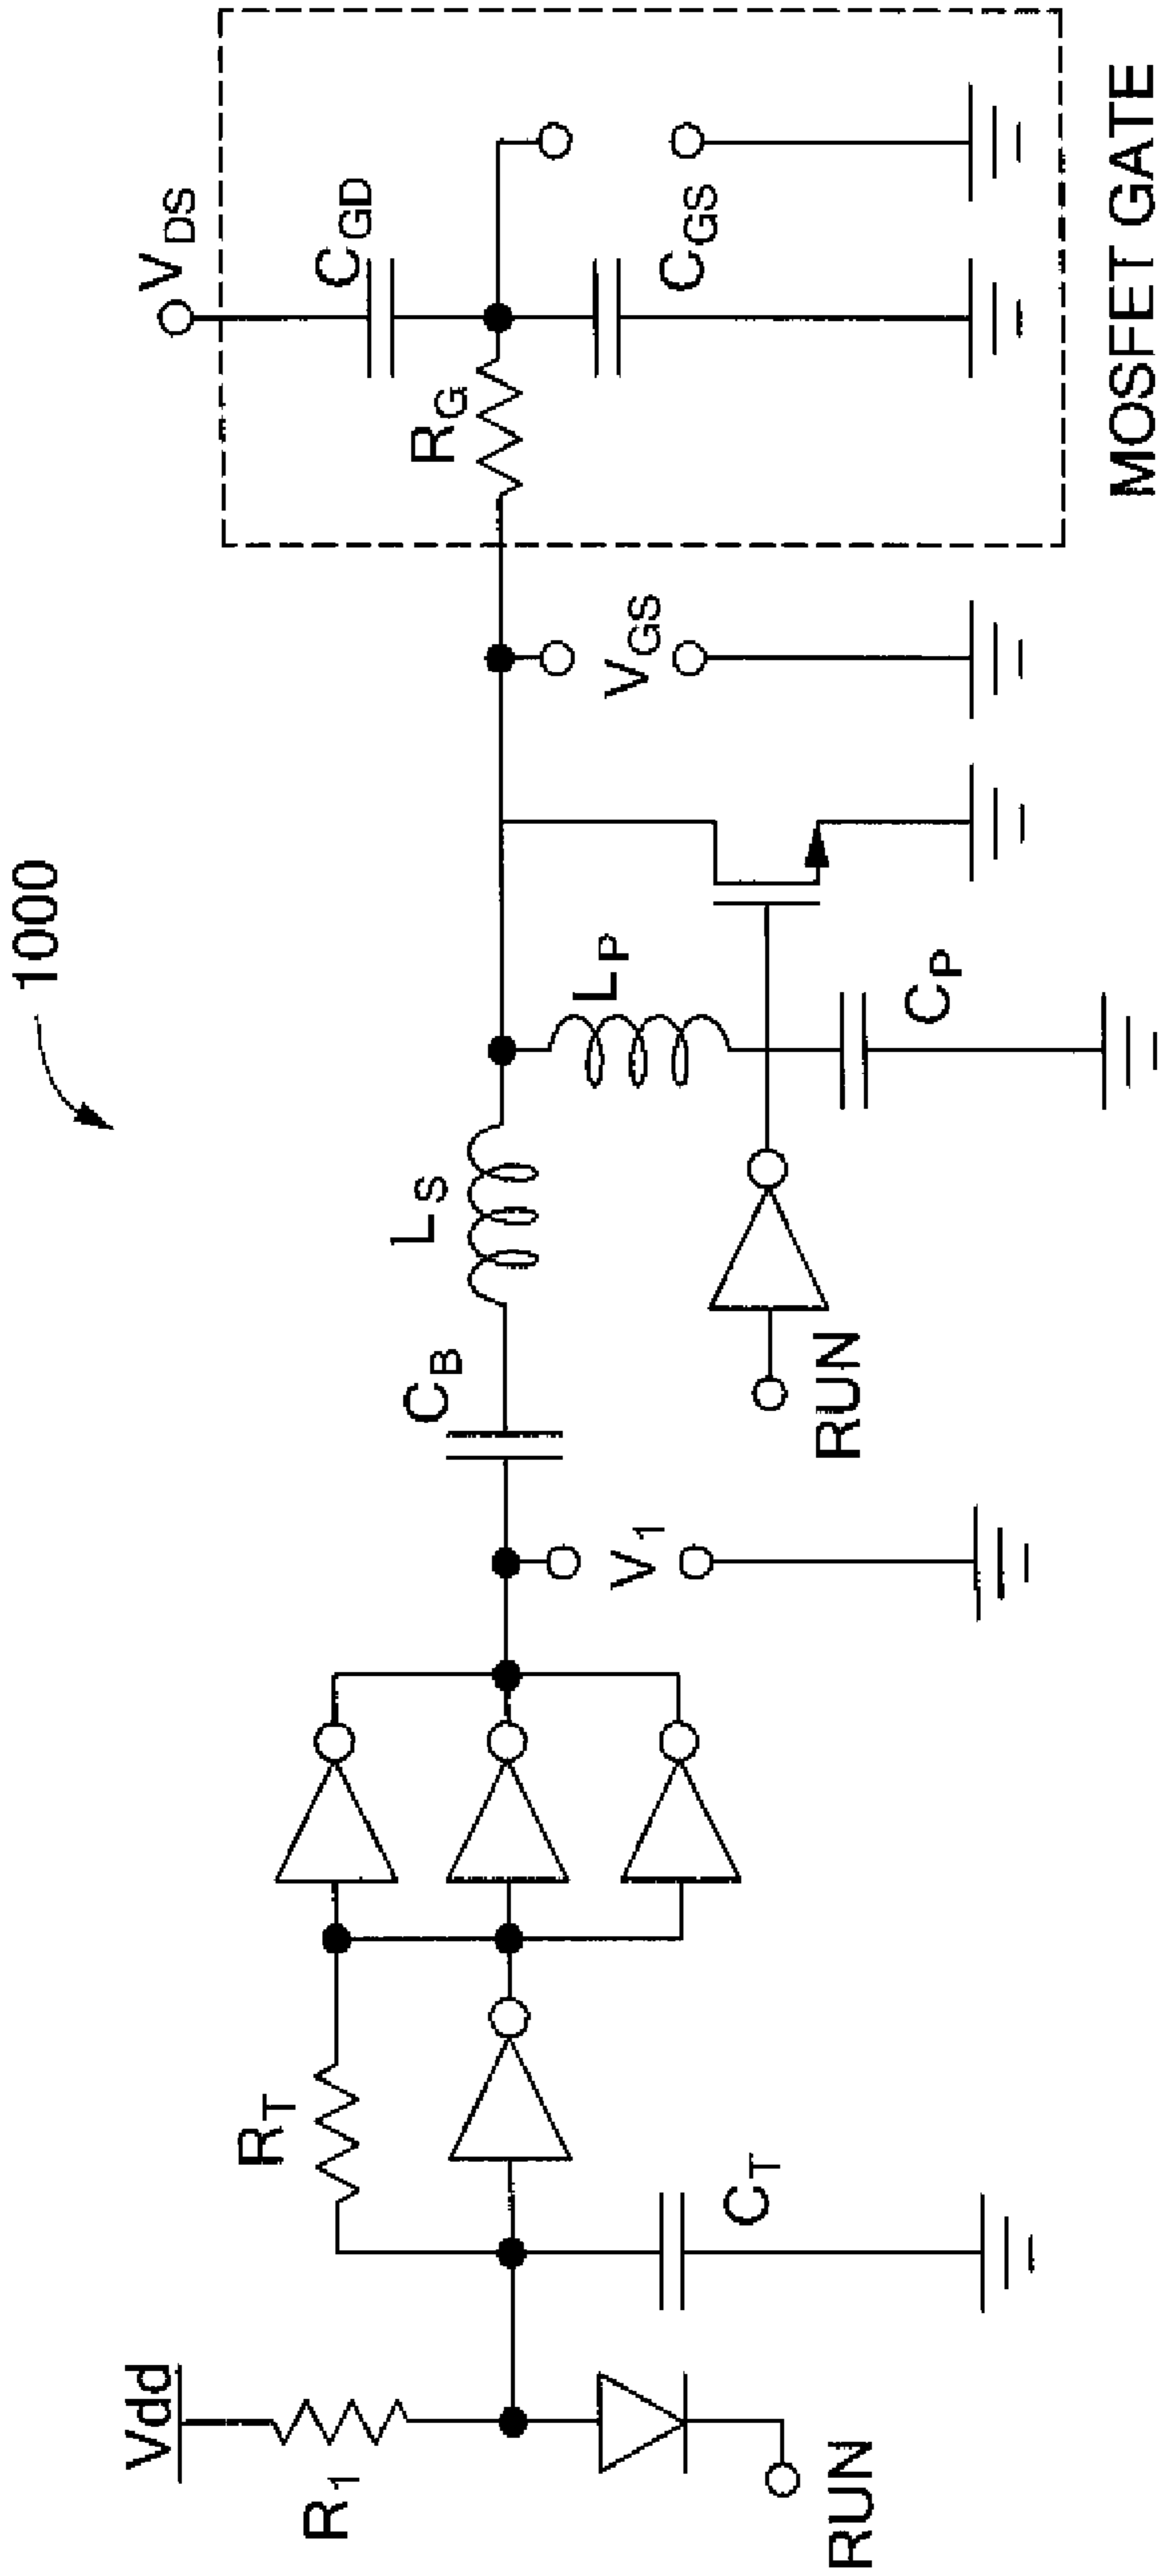 1000
Vdd
R1
RUN
RT
CT
V1
CB
LS
RUN
LP
CP
VGS
RG
VDS
CGD
CGS
MOSFET GATE